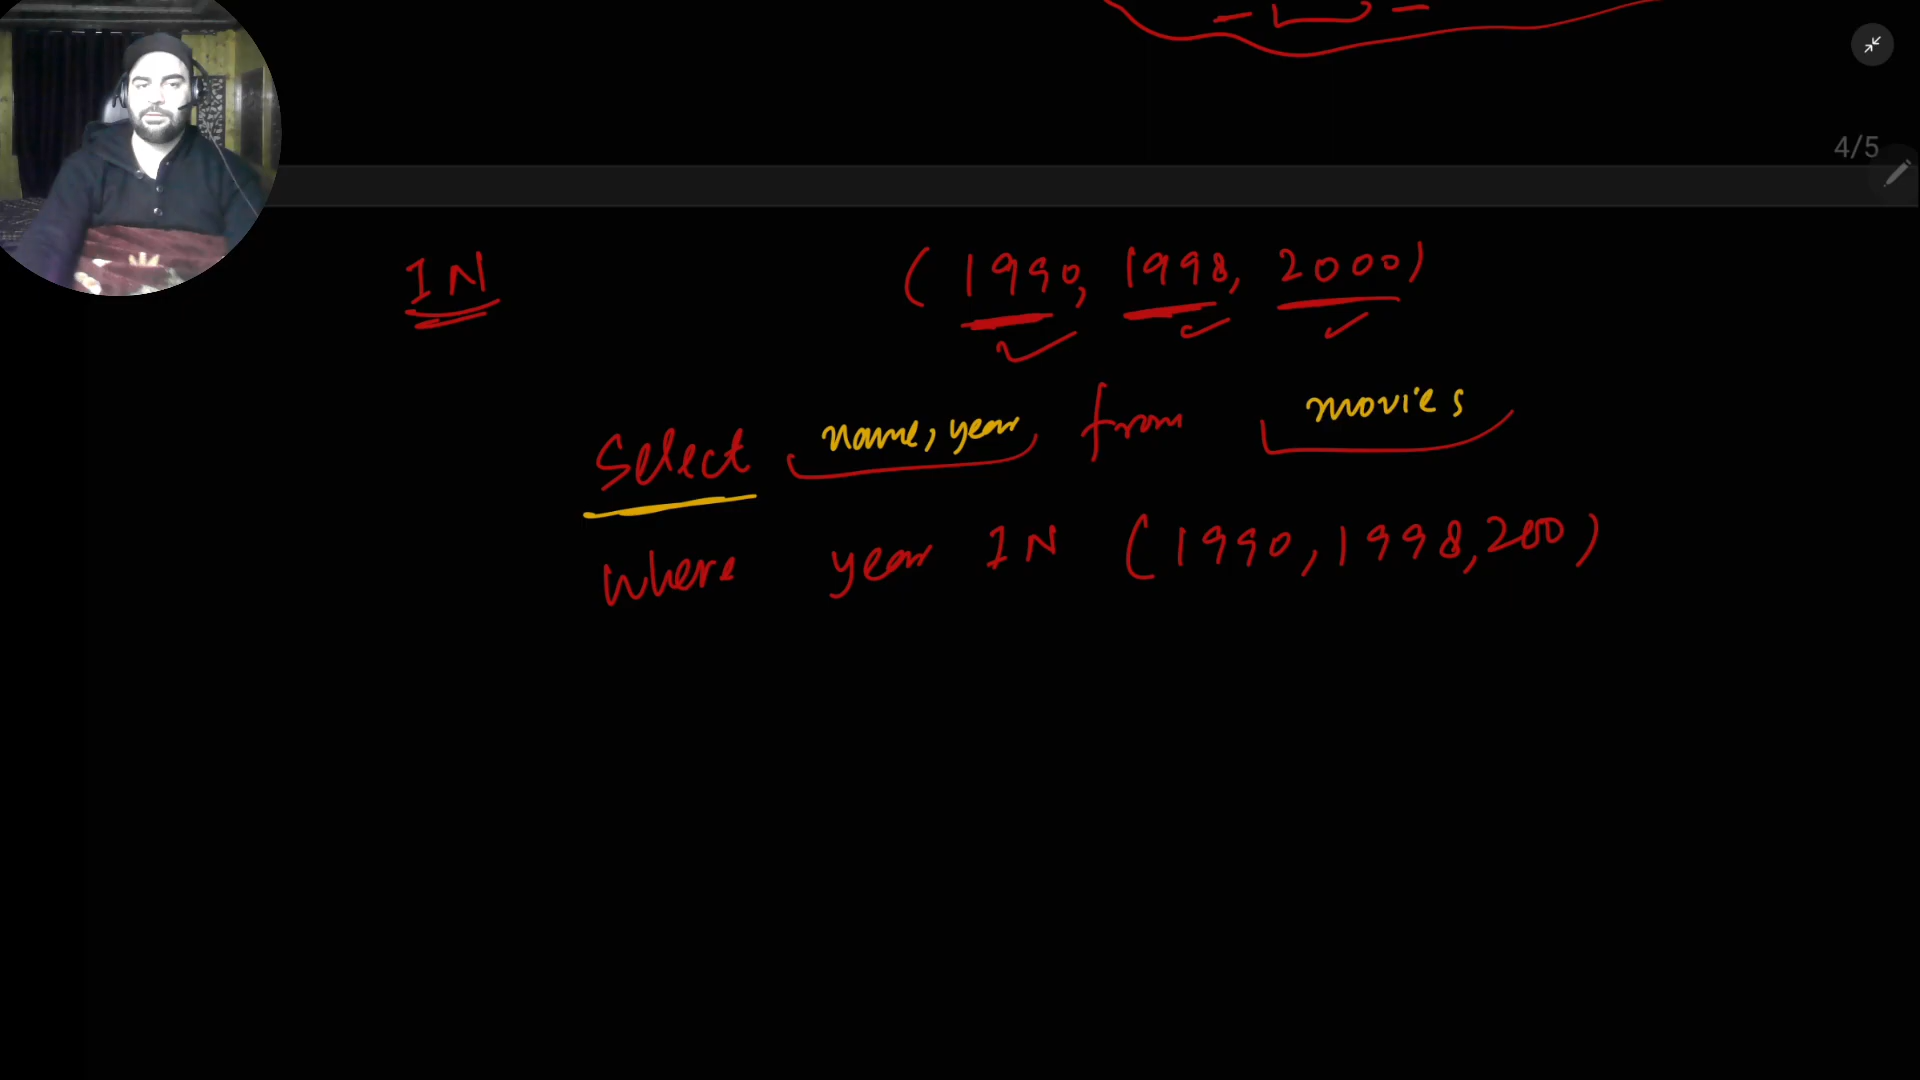 4/5
IN (1990, 1998, 2000)
Select name, year from movies
Where year IN (1990, 1998, 200)